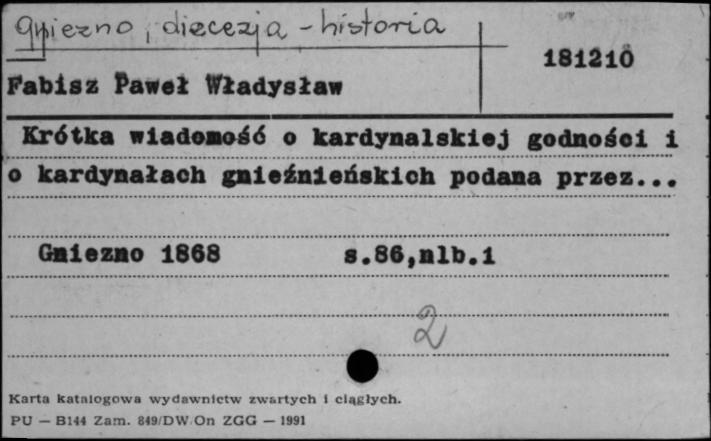 Gniezno, diecezja - historia
181210
Fabisz Paweł Władysław
Krótka wiadomość o kardynalskiej godności i
o kardynałach gnieźnieńskich podana przez...
Gniezno 1868 s.86,nlb.1
2
Karta katalogowa wydawnictw zwartych i ciągłych.
PU — B144 Zam. 849/DW/On ZGG — 1991